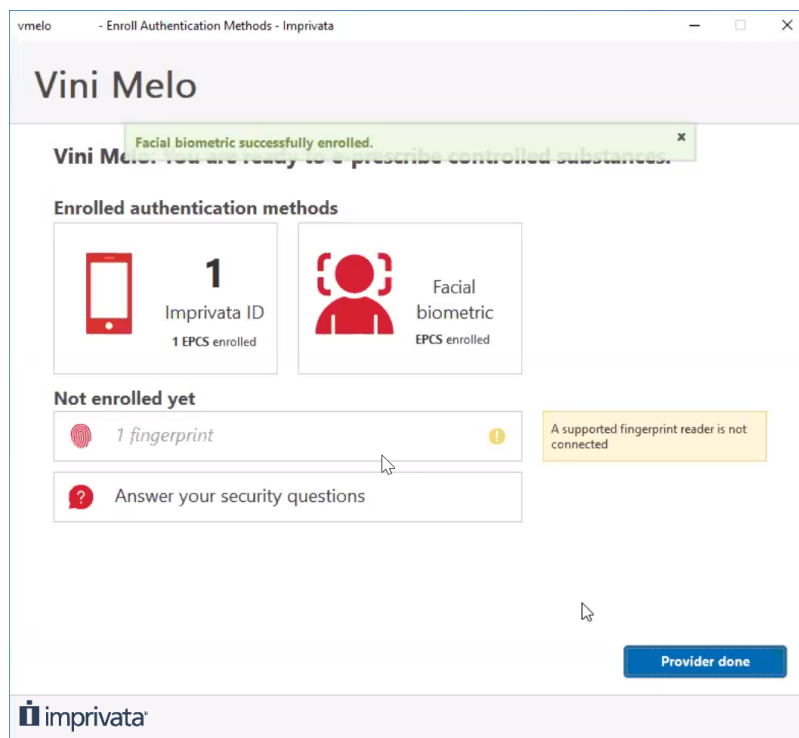 vmelo - Enroll Authentication Methods - Imprivata
Vini Melo
Facial biometric successfully enrolled. x
Vini Melo: You are ready to e-prescribe controlled substances.
Enrolled authentication methods
1
Imprivata ID
1 EPCS enrolled
Facial
biometric
EPCS enrolled
Not enrolled yet
1 fingerprint
A supported fingerprint reader is not
connected
Answer your security questions
Provider done
imprivata®